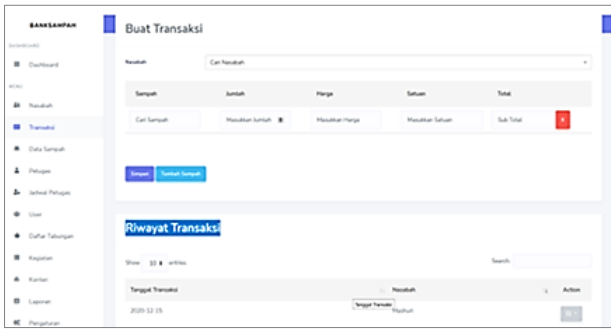 BANKSAMPAH
DASHBOARD
Dashboard
MENU
Nasabah
Transaksi
Data Sampah
Petugas
Jadwal Petugas
User
Daftar Tabungan
Kegiatan
Konten
Laporan
Pengaturan
Buat Transaksi
Nasabah Cari Nasabah
Sampah Jumlah Harga Satuan Total
Cari Sampah Masukkan Jumlah Masukkan Harga Masukkan Satuan Sub Total
Simpan Tambah Sampah
Riwayat Transaksi
Show 10 entries Search:
Tanggal Transaksi Nasabah Action
Tanggal Transaksi
2020-12-15